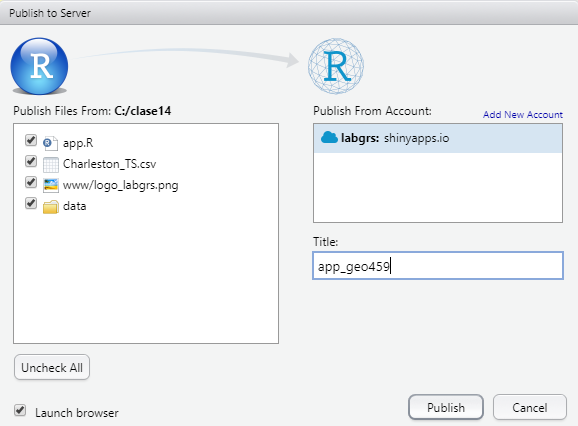 Publish to Server
R
R
Publish Files From: C:/clase14
app.R
Charleston_TS.csv
www/logo_labgrs.png
data
Uncheck All
Launch browser
Publish From Account:
Add New Account
labgrs: shinyapps.io
Title:
app_geo459
Publish
Cancel